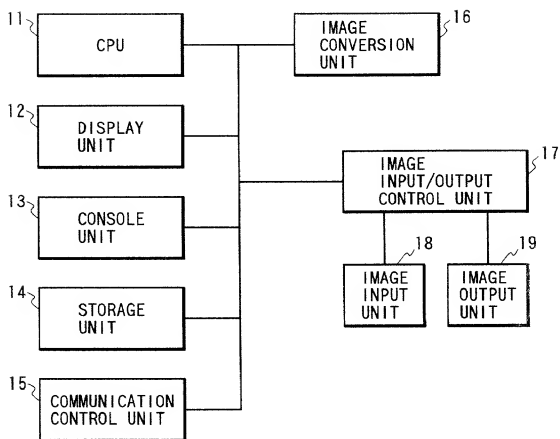 11
CPU
12
DISPLAY
UNIT
13
CONSOLE
UNIT
14
STORAGE
UNIT
15
COMMUNICATION
CONTROL UNIT
16
IMAGE
CONVERSION
UNIT
17
IMAGE
INPUT/OUTPUT
CONTROL UNIT
18
IMAGE
INPUT
UNIT
19
IMAGE
OUTPUT
UNIT